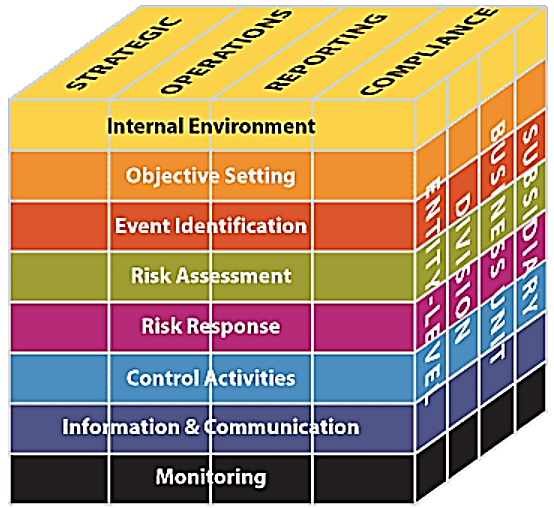 STRATEGIC
OPERATIONS
REPORTING
COMPLIANCE
Internal Environment
Objective Setting
Event Identification
Risk Assessment
Risk Response
Control Activities
Information & Communication
Monitoring
ENTITY-LEVEL
DIVISION
BUSINESS UNIT
SUBSIDIARY